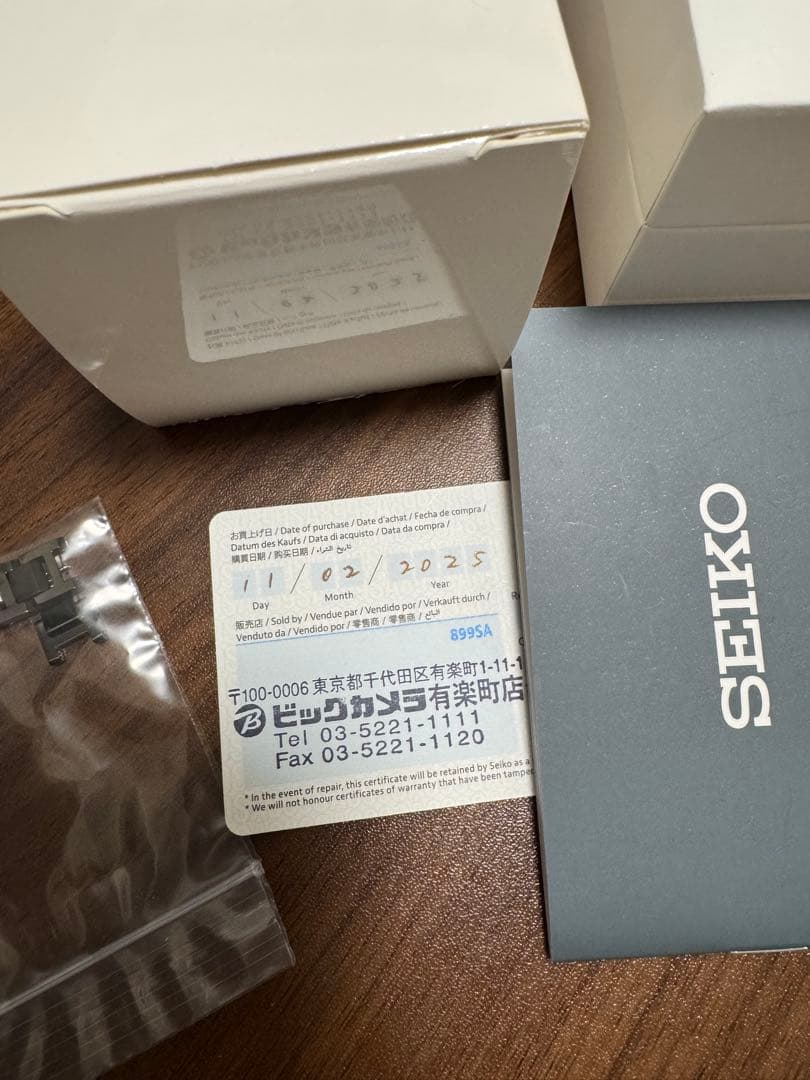 お買上げ日 / Date of purchase / Date d'achat / Fecha de compra /
Datum des Kaufs / Data di acquisto / Data da compra /
購買日期 / 购买日期 / تاريخ الشراء /
11 / 02 / 2025
Day Month Year
販売店 / Sold by / Vendue par / Vendido por / Verkauft durch /
Venduto da / Vendido por / 零售商 / 零售商 / البائع
899SA
〒100-0006 東京都千代田区有楽町1-11-1
B ビックカメラ 有楽町店
Tel 03-5221-1111
Fax 03-5221-1120
* In the event of repair, this certificate will be retained by Seiko as a
* We will not honour certificates of warranty that have been
SEIKO